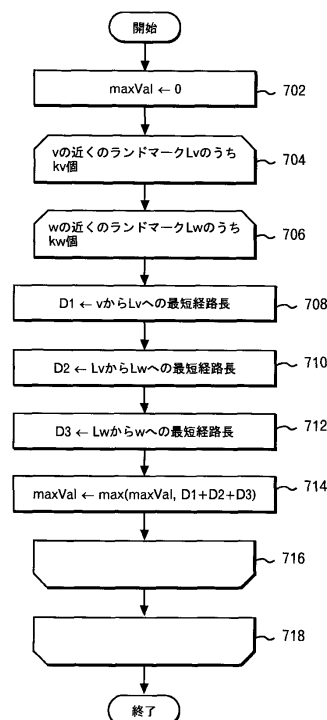 開始
maxVal ← 0
702
vの近くのランドマークLvのうち
kv個
704
wの近くのランドマークLwのうち
kw個
706
D1 ← vからLvへの最短経路長
708
D2 ← LvからLwへの最短経路長
710
D3 ← Lwからwへの最短経路長
712
maxVal ← max(maxVal, D1+D2+D3)
714
716
718
終了